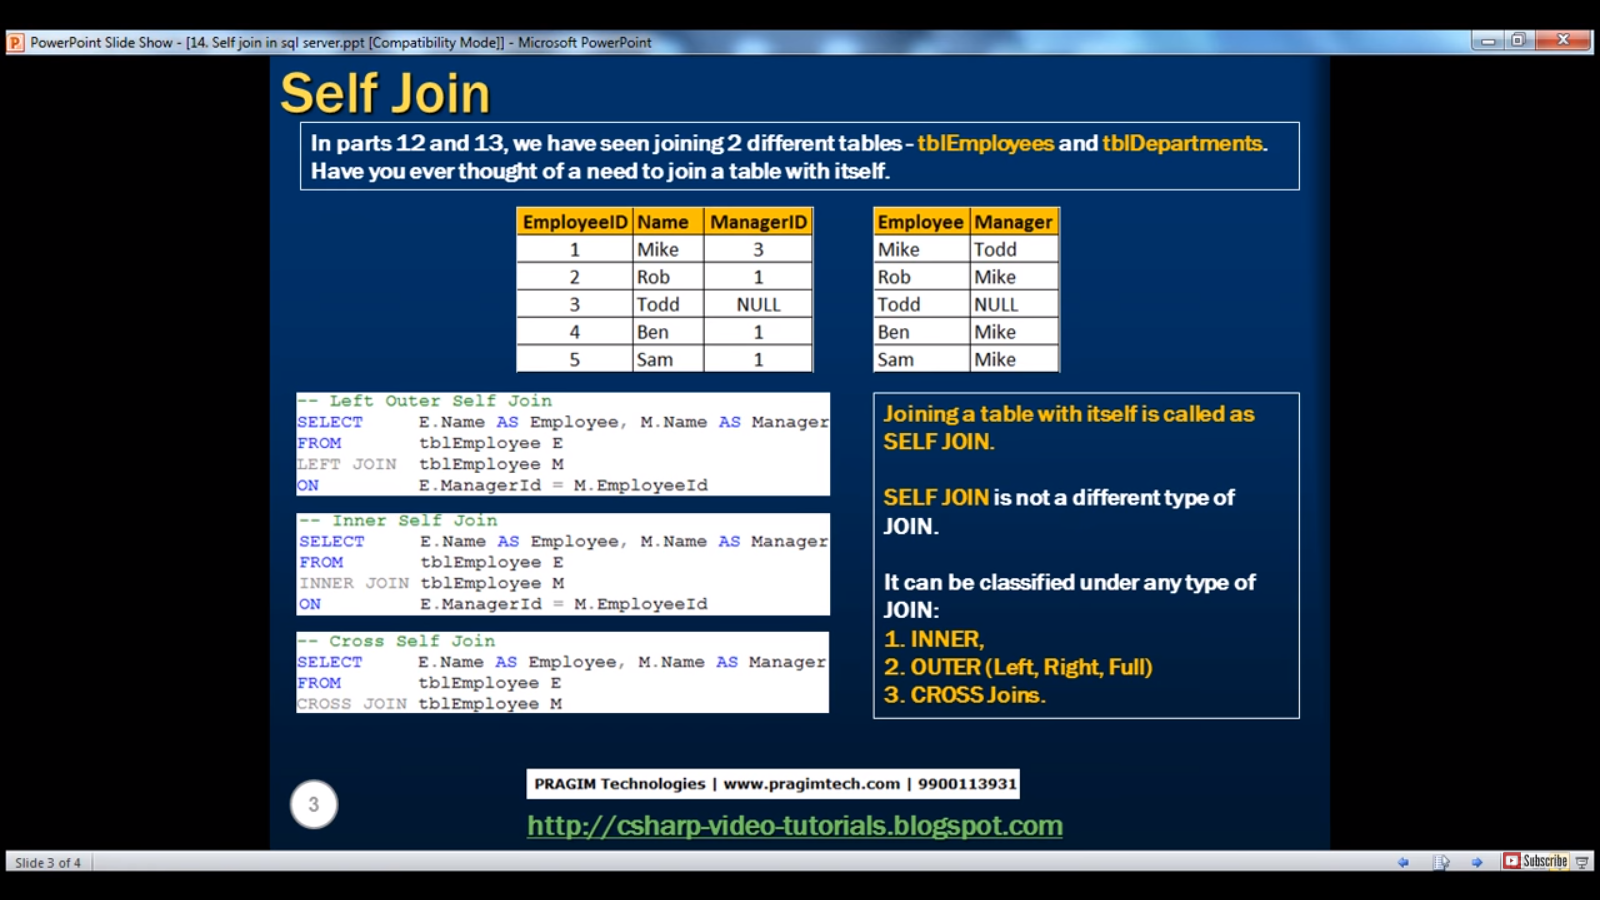 PowerPoint Slide Show - [14. Self join in sql server.ppt [Compatibility Mode]] - Microsoft PowerPoint
Self Join
In parts 12 and 13, we have seen joining 2 different tables - tblEmployees and tblDepartments.
Have you ever thought of a need to join a table with itself.
EmployeeID Name ManagerID
1 Mike 3
2 Rob 1
3 Todd NULL
4 Ben 1
5 Sam 1
Employee Manager
Mike Todd
Rob Mike
Todd NULL
Ben Mike
Sam Mike
-- Left Outer Self Join
SELECT E.Name AS Employee, M.Name AS Manager
FROM tblEmployee E
LEFT JOIN tblEmployee M
ON E.ManagerId = M.EmployeeId
-- Inner Self Join
SELECT E.Name AS Employee, M.Name AS Manager
FROM tblEmployee E
INNER JOIN tblEmployee M
ON E.ManagerId = M.EmployeeId
-- Cross Self Join
SELECT E.Name AS Employee, M.Name AS Manager
FROM tblEmployee E
CROSS JOIN tblEmployee M
Joining a table with itself is called as
SELF JOIN.
SELF JOIN is not a different type of
JOIN.
It can be classified under any type of
JOIN:
1. INNER,
2. OUTER (Left, Right, Full)
3. CROSS Joins.
PRAGIM Technologies | www.pragimtech.com | 9900113931
3
http://csharp-video-tutorials.blogspot.com
Slide 3 of 4
Subscribe